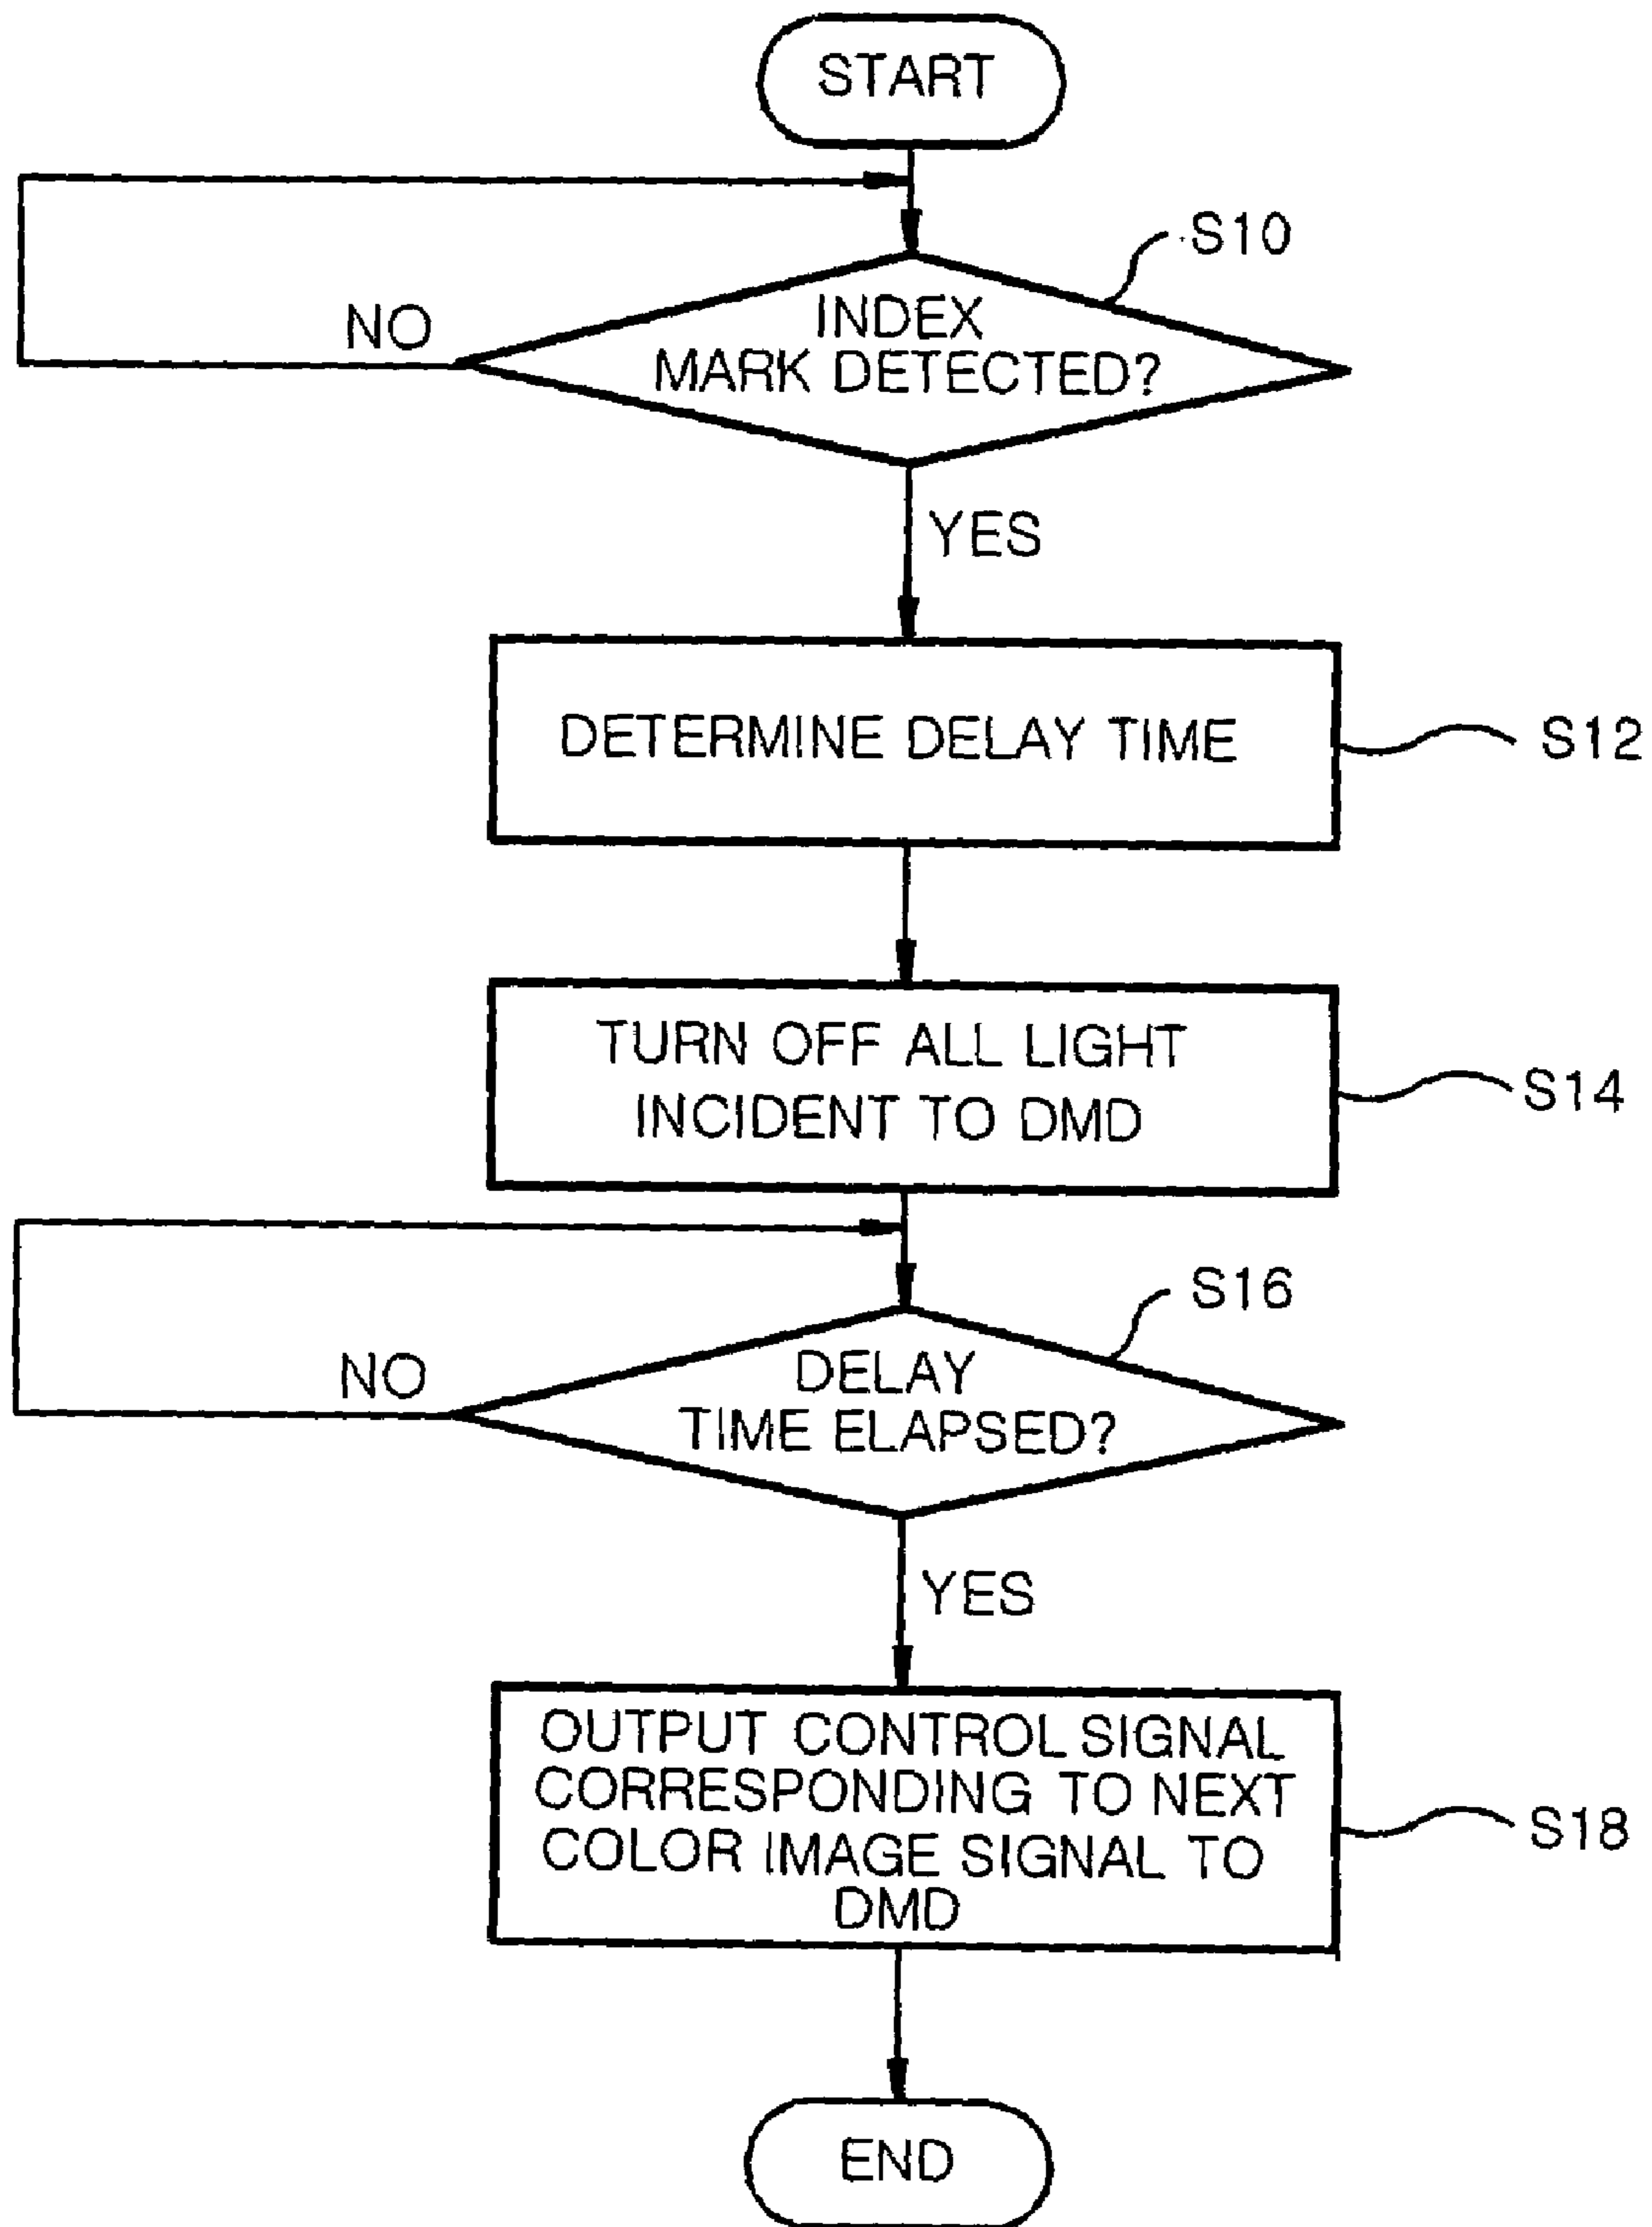 START
S10
NO
INDEX
MARK DETECTED?
YES
DETERMINE DELAY TIME
S12
TURN OFF ALL LIGHT
INCIDENT TO DMD
S14
S16
NO
DELAY
TIME ELAPSED?
YES
OUTPUT CONTROL SIGNAL
CORRESPONDING TO NEXT
COLOR IMAGE SIGNAL TO
DMD
S18
END